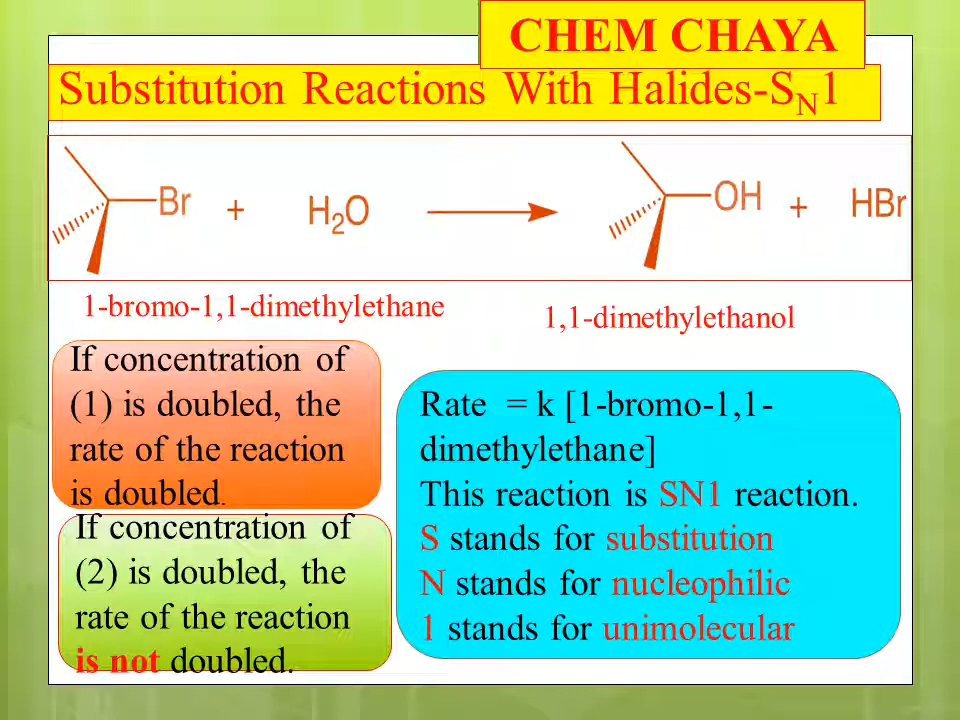 CHEM CHAYA
Substitution Reactions With Halides-SN1
Br + H2O OH + HBr
1-bromo-1,1-dimethylethane
1,1-dimethylethanol
If concentration of
(1) is doubled, the
rate of the reaction
is doubled.
If concentration of
(2) is doubled, the
rate of the reaction
is not doubled.
Rate = k [1-bromo-1,1-
dimethylethane]
This reaction is SN1 reaction.
S stands for substitution
N stands for nucleophilic
1 stands for unimolecular